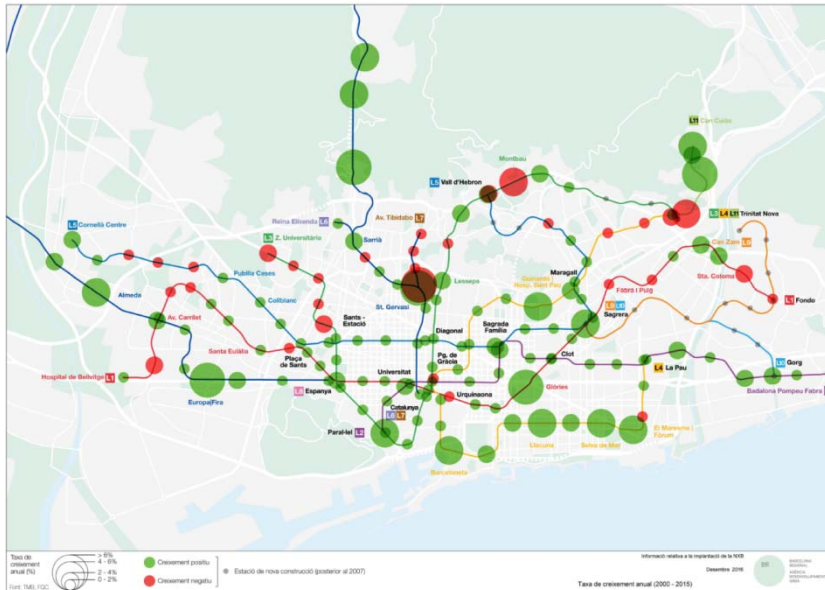 L11 Can Cuiàs
Montbau
L5 Vall d'Hebron
Reina Elisenda L6
Av. Tibidabo L7
L3 L4 L11 Trinitat Nova
L5 Cornellà Centre
L3 Z. Universitària
Sarrià
Can Zam L9
Pubilla Cases
Lesseps
Maragall
Guinardó |
Hosp. Sant Pau
Sta. Coloma
Almeda
Collblanc
St. Gervasi
Fabra i Puig
L1 Fondo
Av. Carrilet
Sants -
Estació
Diagonal
Sagrada
Família
L9 L10
Sagrera
Santa Eulàlia
Plaça
de Sants
Pg. de
Gràcia
Clot
L10 Gorg
Hospital de Bellvitge L1
Universitat
L4 La Pau
L8 Espanya
Urquinaona
Glòries
Badalona Pompeu Fabra
Europa|Fira
Catalunya
L6 L7
Paral·lel L2
El Maresme |
Fòrum
Llacuna
Selva de Mar
Barceloneta
Taxa de
creixement
anual (%)
> 6%
4 - 6%
2 - 4%
0 - 2%
Creixement positiu
Creixement negatiu
Estació de nova construcció (posterior al 2007)
Font: TMB, FGC
Informació relativa a la implantació de la NXB
Desembre 2016
Taxa de creixement anual (2000 - 2015)
BARCELONA
REGIONAL